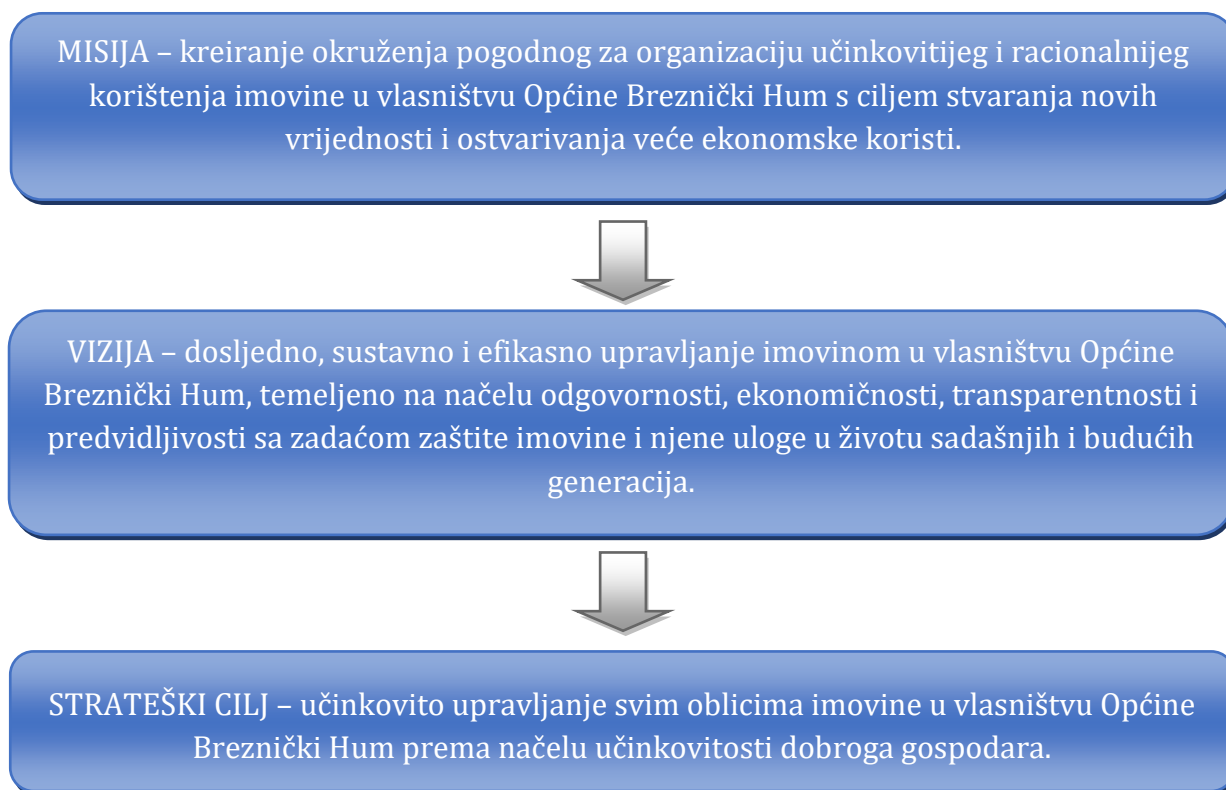 MISIJA – kreiranje okruženja pogodnog za organizaciju učinkovitijeg i racionalnijeg
korištenja imovine u vlasništvu Općine Breznički Hum s ciljem stvaranja novih
vrijednosti i ostvarivanja veće ekonomske koristi.
VIZIJA – dosljedno, sustavno i efikasno upravljanje imovinom u vlasništvu Općine
Breznički Hum, temeljeno na načelu odgovornosti, ekonomičnosti, transparentnosti i
predvidljivosti sa zadaćom zaštite imovine i njene uloge u životu sadašnjih i budućih
generacija.
STRATEŠKI CILJ – učinkovito upravljanje svim oblicima imovine u vlasništvu Općine
Breznički Hum prema načelu učinkovitosti dobroga gospodara.